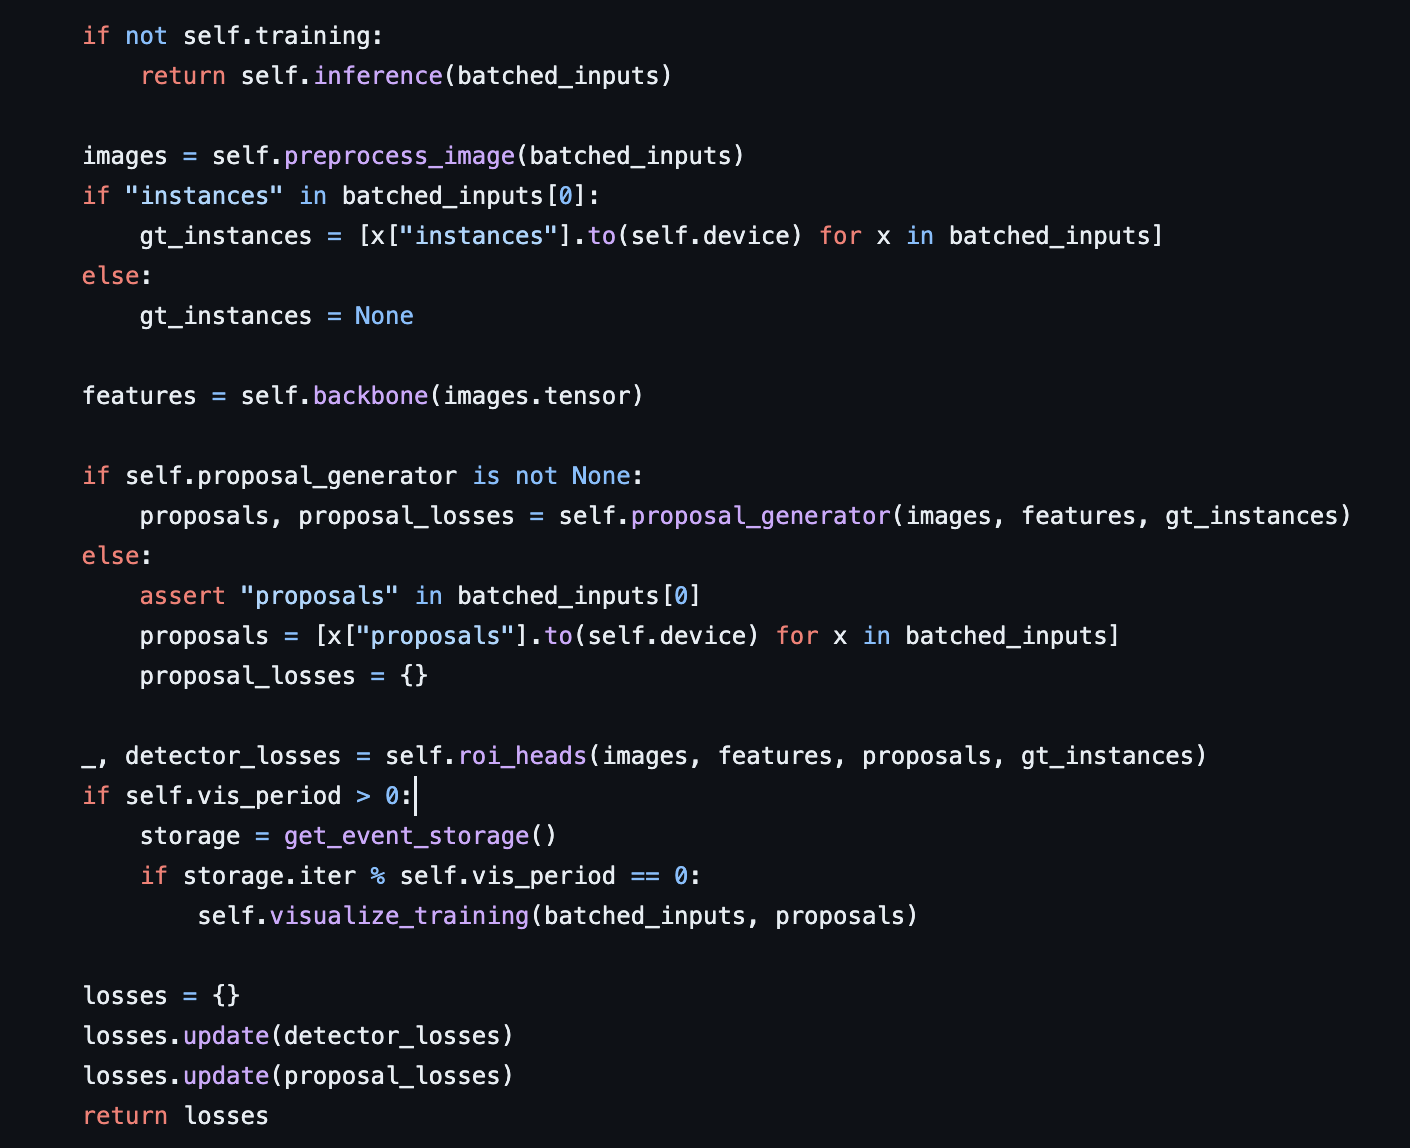 if not self.training:
    return self.inference(batched_inputs)

images = self.preprocess_image(batched_inputs)
if "instances" in batched_inputs[0]:
    gt_instances = [x["instances"].to(self.device) for x in batched_inputs]
else:
    gt_instances = None

features = self.backbone(images.tensor)

if self.proposal_generator is not None:
    proposals, proposal_losses = self.proposal_generator(images, features, gt_instances)
else:
    assert "proposals" in batched_inputs[0]
    proposals = [x["proposals"].to(self.device) for x in batched_inputs]
    proposal_losses = {}

_, detector_losses = self.roi_heads(images, features, proposals, gt_instances)
if self.vis_period > 0:
    storage = get_event_storage()
    if storage.iter % self.vis_period == 0:
        self.visualize_training(batched_inputs, proposals)

losses = {}
losses.update(detector_losses)
losses.update(proposal_losses)
return losses